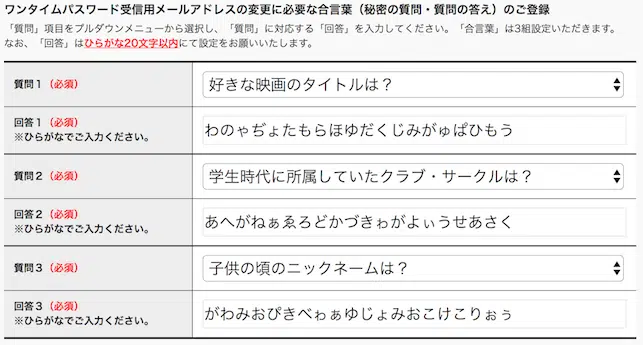 ワンタイムパスワード受信用メールアドレスの変更に必要な合言葉（秘密の質問・質問の答え）のご登録
「質問」項目をプルダウンメニューから選択し、「質問」に対応する「回答」を入力してください。「合言葉」は3組設定いただきます。
なお、「回答」はひらがな20文字以内にて設定をお願いいたします。
質問１（必須）
好きな映画のタイトルは？
回答１（必須）
※ひらがなでご入力ください。
わのゃぢょたもらほゆだくじみがゅぱひもう
質問２（必須）
学生時代に所属していたクラブ・サークルは？
回答２（必須）
※ひらがなでご入力ください。
あへがねぁゑろどかづきゎがよぃうせあさく
質問３（必須）
子供の頃のニックネームは？
回答３（必須）
※ひらがなでご入力ください。
がわみおぴきべゎぁゆじょみおこけこりぉぅ